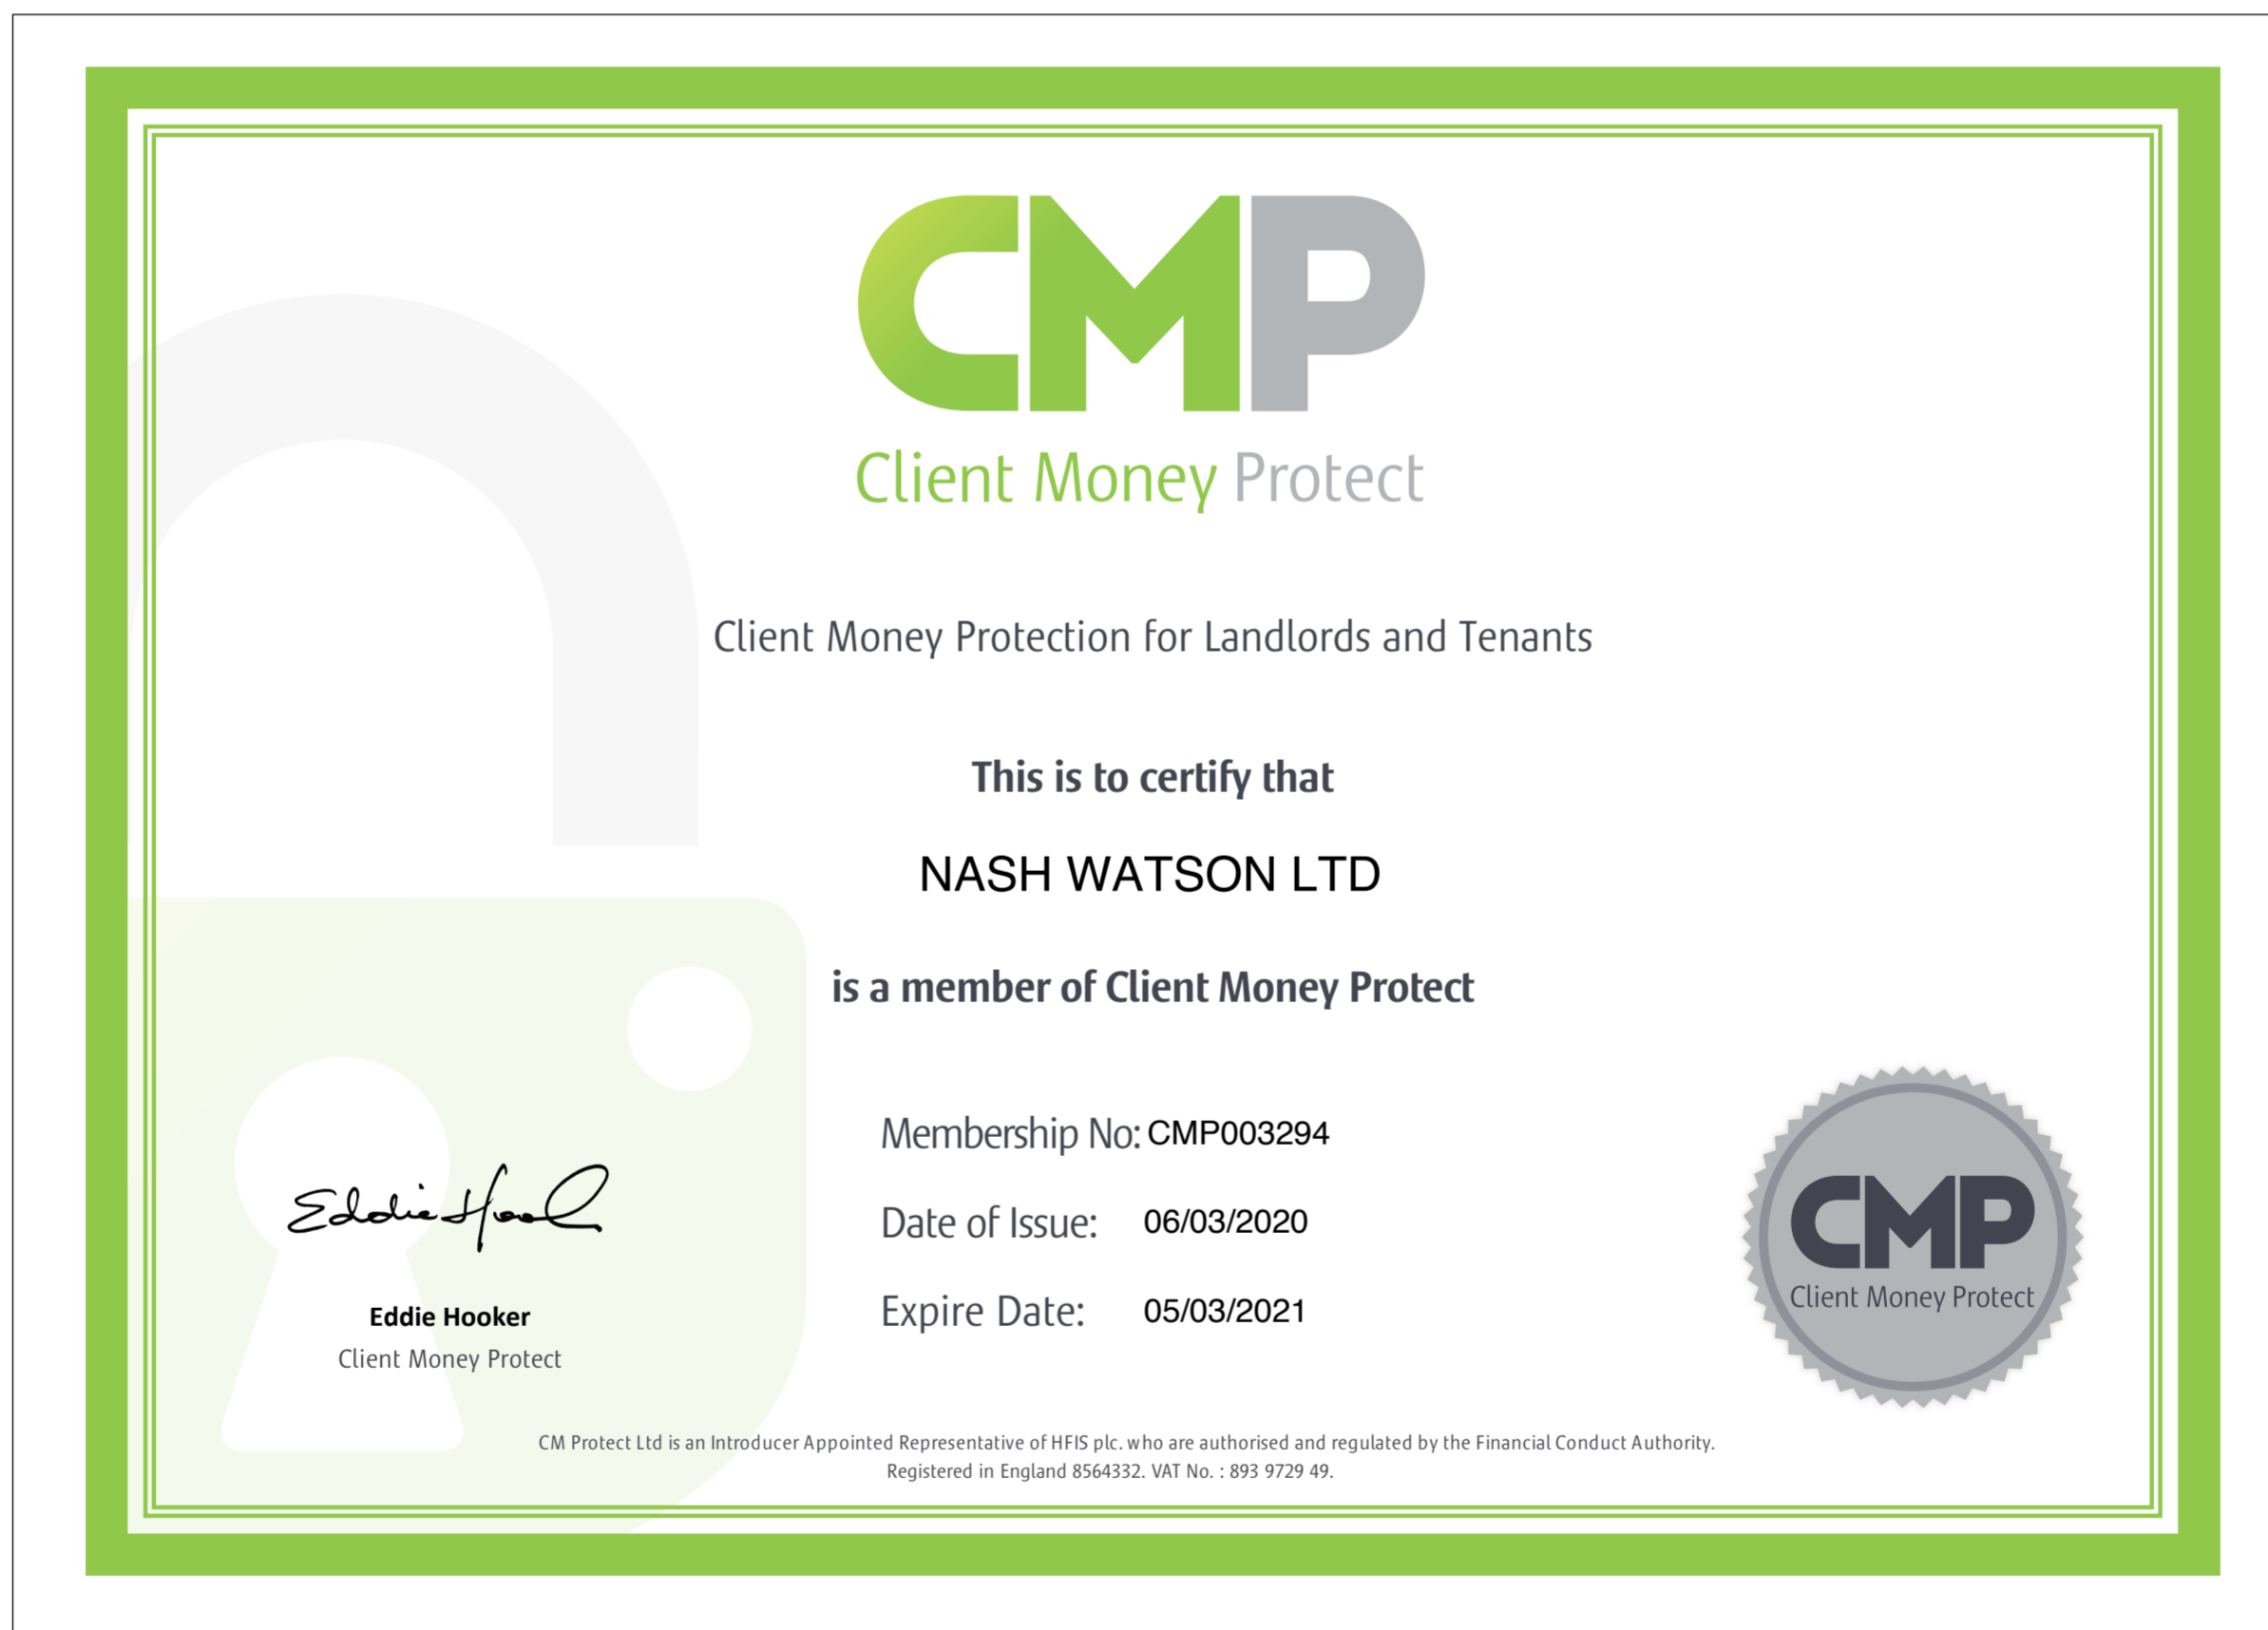 CMP
Client Money Protect
Client Money Protection for Landlords and Tenants
This is to certify that
NASH WATSON LTD
is a member of Client Money Protect
Membership No: CMP003294
Date of Issue: 06/03/2020
Expire Date: 05/03/2021
Eddie Hooker
Eddie Hooker
Client Money Protect
CMP
Client Money Protect
CM Protect Ltd is an Introducer Appointed Representative of HFIS plc. who are authorised and regulated by the Financial Conduct Authority.
Registered in England 8564332. VAT No. : 893 9729 49.